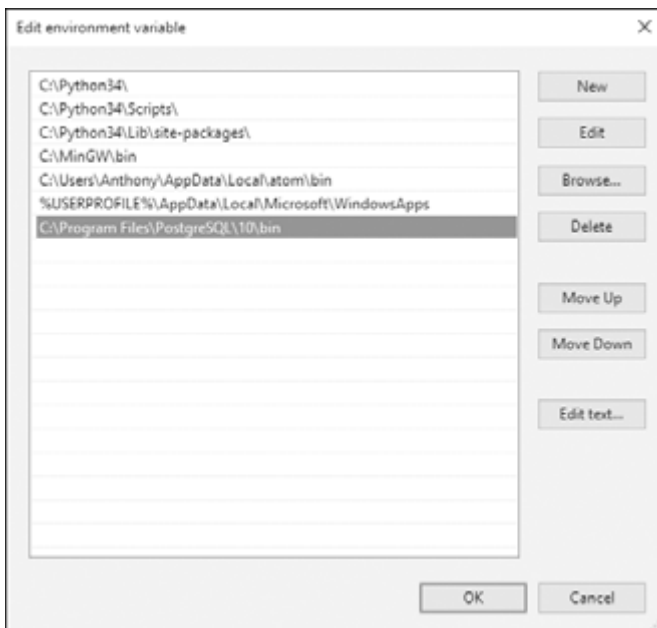 Edit environment variable
C:\Python34\
C:\Python34\Scripts\
C:\Python34\Lib\site-packages\
C:\MinGW\bin
C:\Users\Anthony\AppData\Local\atom\bin
%USERPROFILE%\AppData\Local\Microsoft\WindowsApps
C:\Program Files\PostgreSQL\10\bin
New
Edit
Browse...
Delete
Move Up
Move Down
Edit text...
OK
Cancel